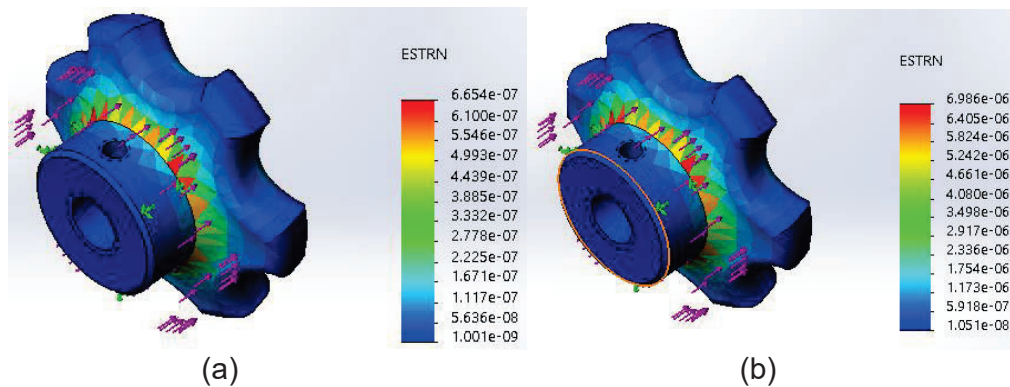 ESTRN
6.654e-07
6.100e-07
5.546e-07
4.993e-07
4.439e-07
3.885e-07
3.332e-07
2.778e-07
2.225e-07
1.671e-07
1.117e-07
5.636e-08
1.001e-09
(a)
ESTRN
6.986e-06
6.405e-06
5.824e-06
5.242e-06
4.661e-06
4.080e-06
3.498e-06
2.917e-06
2.336e-06
1.754e-06
1.173e-06
5.918e-07
1.051e-08
(b)